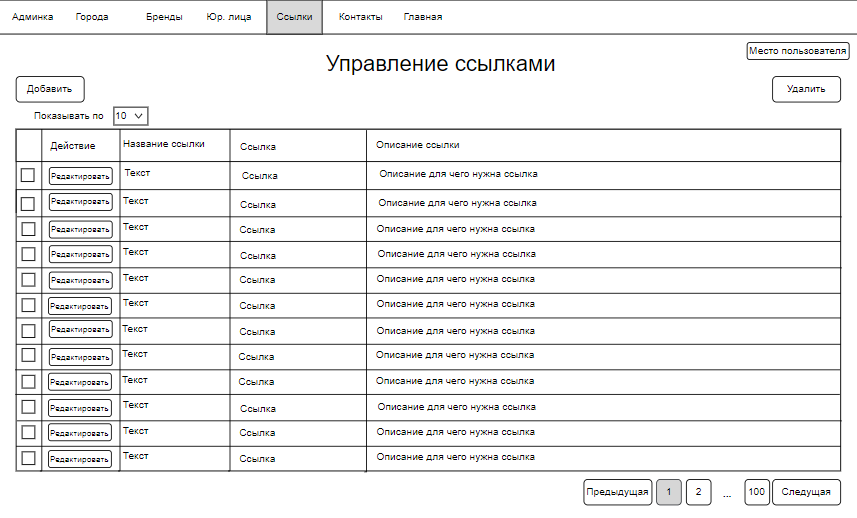 Админка Города Бренды Юр. лица Ссылки Контакты Главная
Место пользователя
Управление ссылками
Добавить Удалить
Показывать по 10
Действие Название ссылки Ссылка Описание ссылки
Редактировать Текст Ссылка Описание для чего нужна ссылка
Редактировать Текст Ссылка Описание для чего нужна ссылка
Редактировать Текст Ссылка Описание для чего нужна ссылка
Редактировать Текст Ссылка Описание для чего нужна ссылка
Редактировать Текст Ссылка Описание для чего нужна ссылка
Редактировать Текст Ссылка Описание для чего нужна ссылка
Редактировать Текст Ссылка Описание для чего нужна ссылка
Редактировать Текст Ссылка Описание для чего нужна ссылка
Редактировать Текст Ссылка Описание для чего нужна ссылка
Редактировать Текст Ссылка Описание для чего нужна ссылка
Редактировать Текст Ссылка Описание для чего нужна ссылка
Редактировать Текст Ссылка Описание для чего нужна ссылка
Предыдущая 1 2 ... 100 Следующая